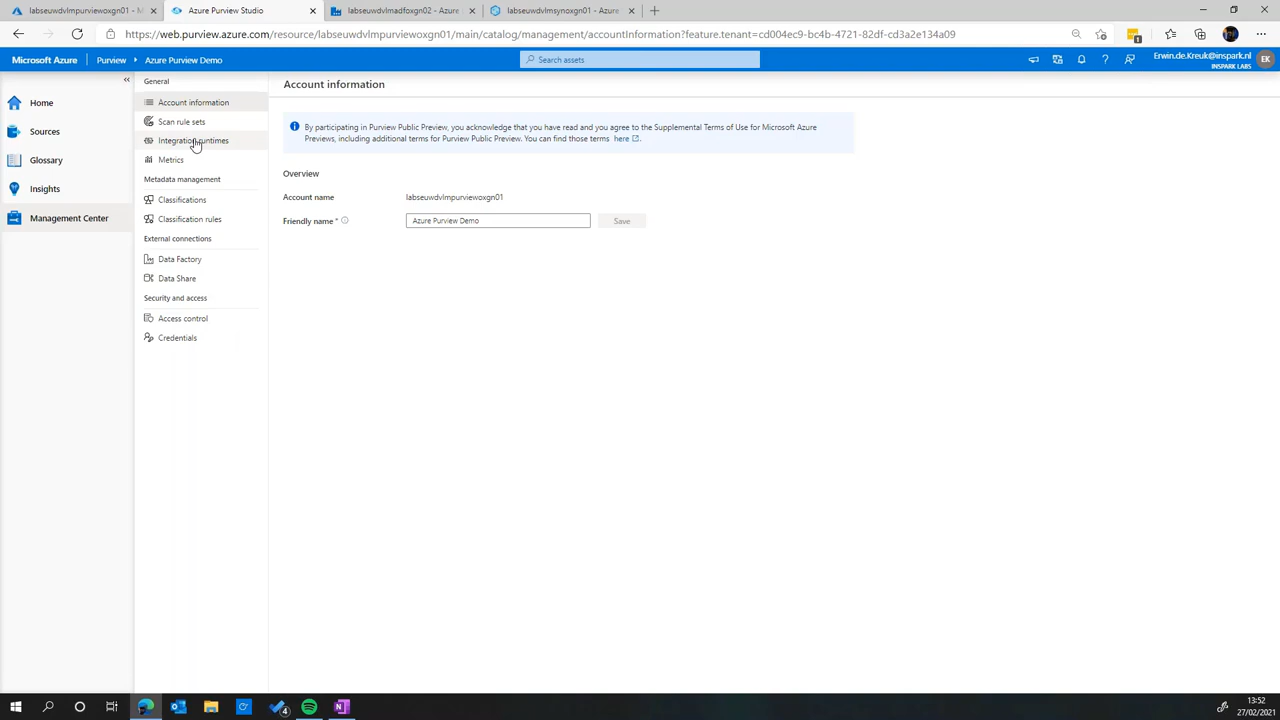 labseuwdvlmpurviewoxgn01 - M
Azure Purview Studio
labseuwdvlmadfoxgn02 - Azure
labseuwdvlmsynoxgn01 - Azure
https://web.purview.azure.com/resource/labseuwdvlmpurviewoxgn01/main/catalog/management/accountInformation?feature.tenant=cd004ec9-bc4b-4721-82df-cd3a2e134a09
Microsoft Azure
Purview
Azure Purview Demo
Search assets
Erwin.de.Kreuk@inspark.nl
INSPARK LABS
EK
Home
Sources
Glossary
Insights
Management Center
General
Account information
Scan rule sets
Integration runtimes
Metrics
Metadata management
Classifications
Classification rules
External connections
Data Factory
Data Share
Security and access
Access control
Credentials
Account information
By participating in Purview Public Preview, you acknowledge that you have read and you agree to the Supplemental Terms of Use for Microsoft Azure
Previews, including additional terms for Purview Public Preview. You can find those terms here.
Overview
Account name
labseuwdvlmpurviewoxgn01
Friendly name *
Azure Purview Demo
Save
4
13:52
27/02/2021